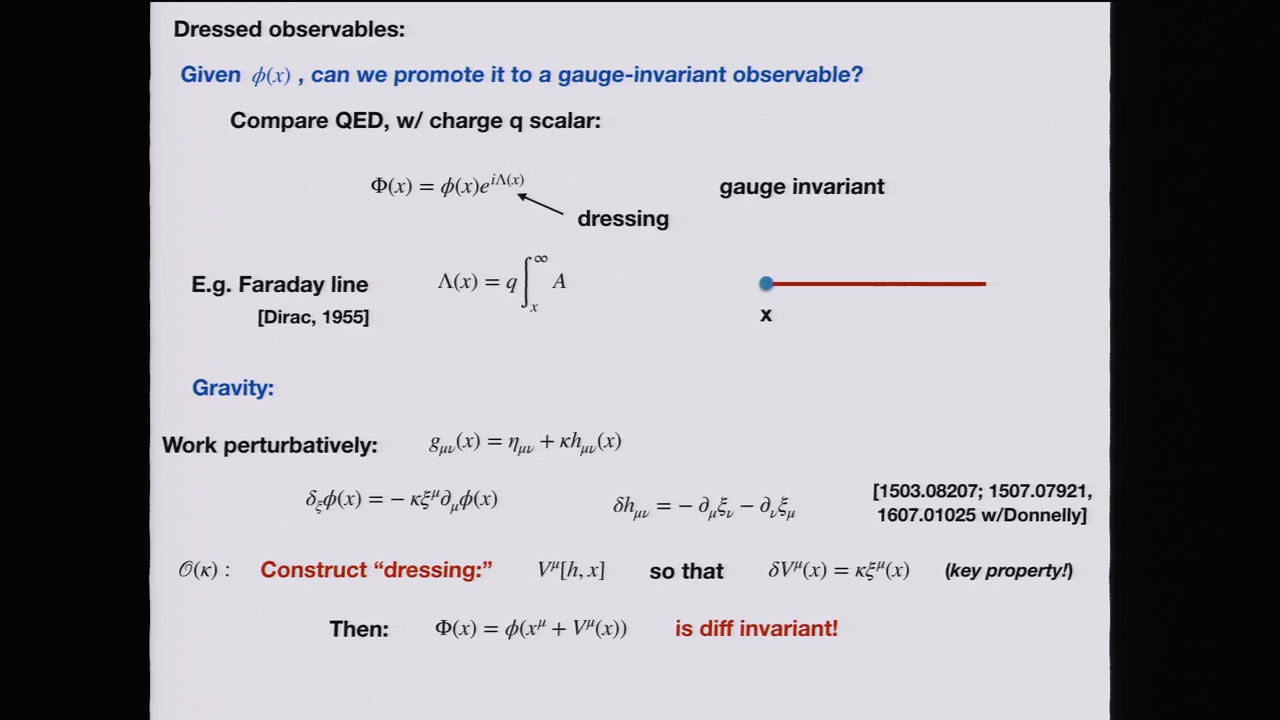 Dressed observables:
Given ϕ(x) , can we promote it to a gauge-invariant observable?
Compare QED, w/ charge q scalar:
Φ(x) = ϕ(x)e^{iΛ(x)}
gauge invariant
dressing
E.g. Faraday line
Λ(x) = q ∫_x^∞ A
[Dirac, 1955]
x
Gravity:
Work perturbatively: g_{μν}(x) = η_{μν} + κh_{μν}(x)
δ_ξϕ(x) = − κξ^μ∂_μϕ(x)
δh_{μν} = − ∂_μξ_ν − ∂_νξ_μ
[1503.08207; 1507.07921,
1607.01025 w/Donnelly]
𝒪(κ) : Construct “dressing:” V^μ[h, x] so that δV^μ(x) = κξ^μ(x) (key property!)
Then: Φ(x) = ϕ(x^μ + V^μ(x)) is diff invariant!